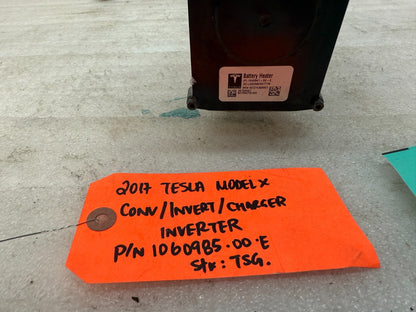 T
Battery Heater
2017 TESLA MODEL X
CONV/INVERT/CHARGER
INVERTER
P/N 1060985.00.E
Stk: TSG.